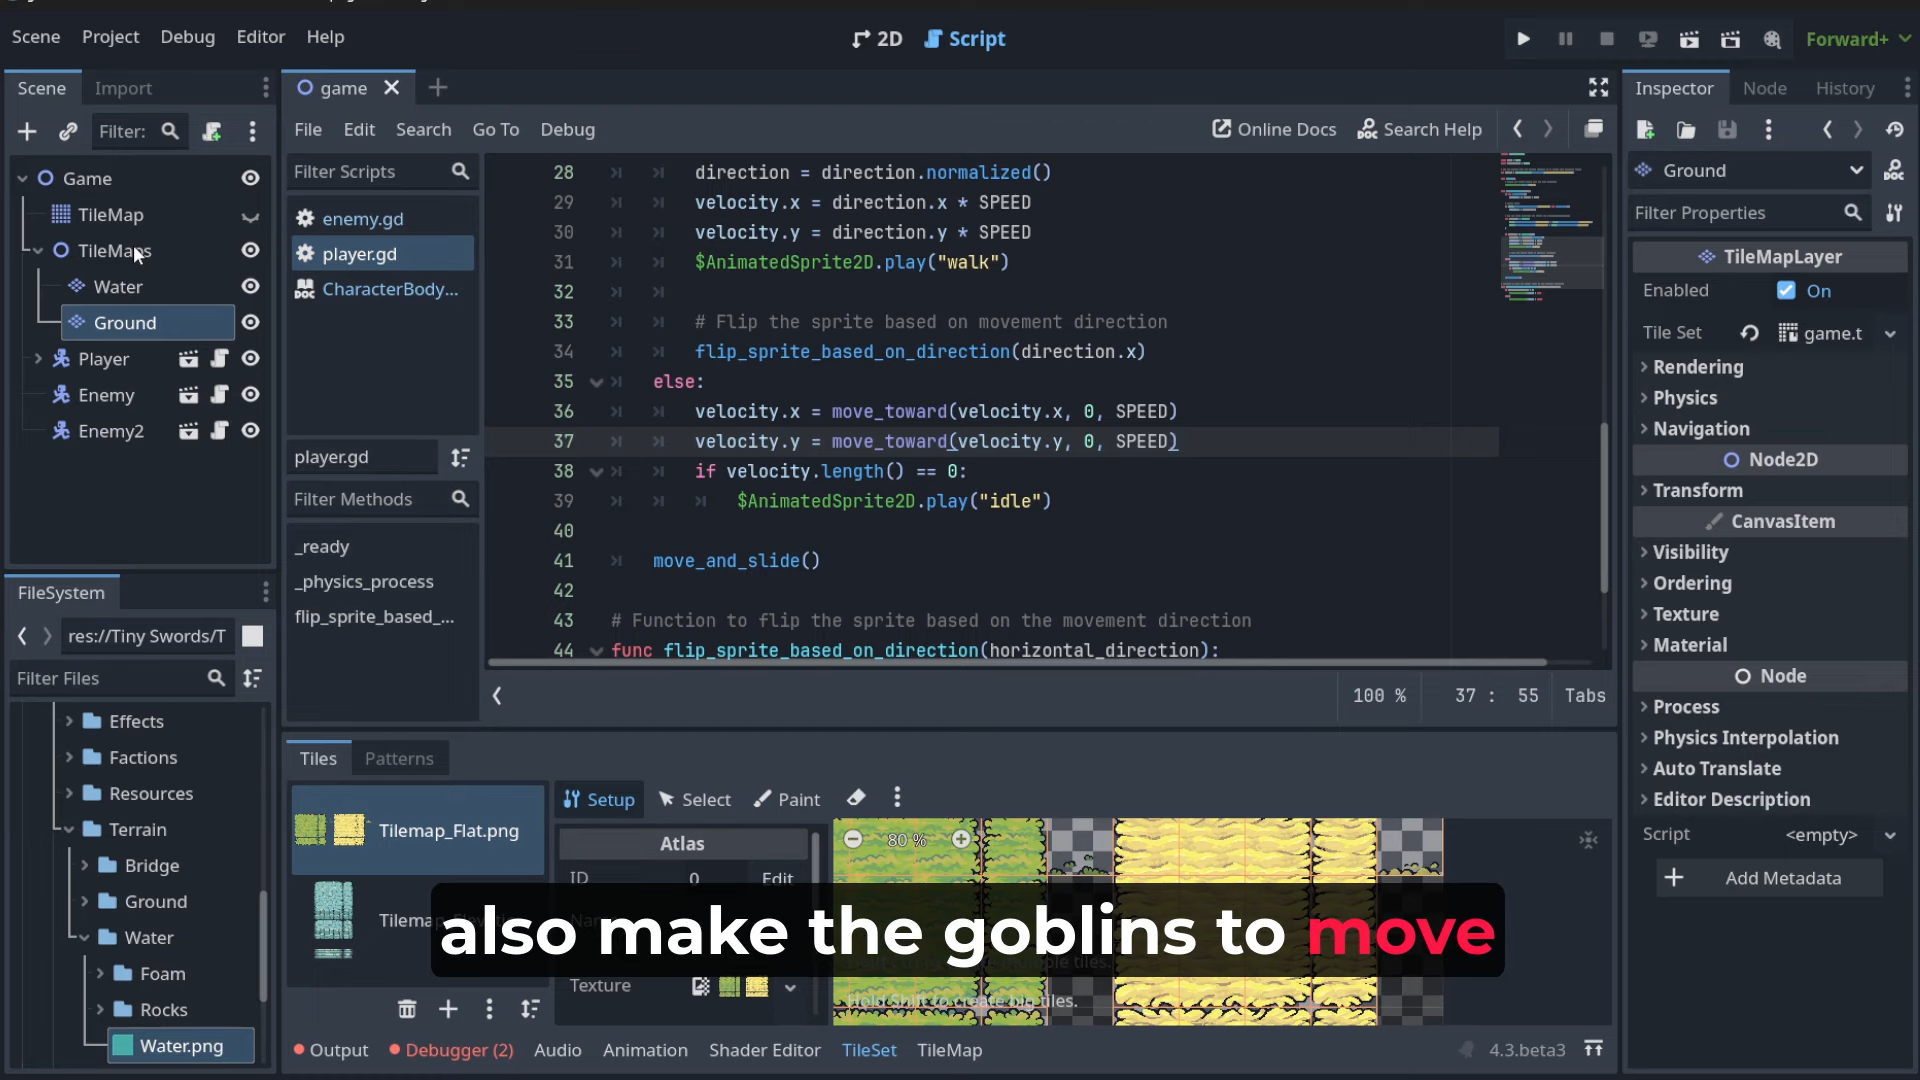 Scene Project Debug Editor Help
2D Script
Forward+
Scene Import
Filter:
Game
TileMap
TileMaps
Water
Ground
Player
Enemy
Enemy2
FileSystem
res://Tiny Swords/T
Filter Files
Effects
Factions
Resources
Terrain
Bridge
Ground
Water
Foam
Rocks
Water.png
game
File Edit Search Go To Debug
Online Docs Search Help
Filter Scripts
enemy.gd
player.gd
CharacterBody...
player.gd
Filter Methods
_ready
_physics_process
flip_sprite_based_...
28 direction = direction.normalized()
29 velocity.x = direction.x * SPEED
30 velocity.y = direction.y * SPEED
31 $AnimatedSprite2D.play("walk")
32
33 # Flip the sprite based on movement direction
34 flip_sprite_based_on_direction(direction.x)
35 else:
36 velocity.x = move_toward(velocity.x, 0, SPEED)
37 velocity.y = move_toward(velocity.y, 0, SPEED)
38 if velocity.length() == 0:
39 $AnimatedSprite2D.play("idle")
40
41 move_and_slide()
42
43 # Function to flip the sprite based on the movement direction
44 func flip_sprite_based_on_direction(horizontal_direction):
100 % 37 : 55 Tabs
Tiles Patterns
Tilemap_Flat.png
Setup Select Paint
Atlas
ID 0 Edit
80 %
also make the goblins to move
Texture
Hold Shift to create big tiles.
Output Debugger (2) Audio Animation Shader Editor TileSet TileMap
4.3.beta3
Inspector Node History
Ground
Filter Properties
TileMapLayer
Enabled On
Tile Set game.t
Rendering
Physics
Navigation
Node2D
Transform
CanvasItem
Visibility
Ordering
Texture
Material
Node
Process
Physics Interpolation
Auto Translate
Editor Description
Script <empty>
Add Metadata